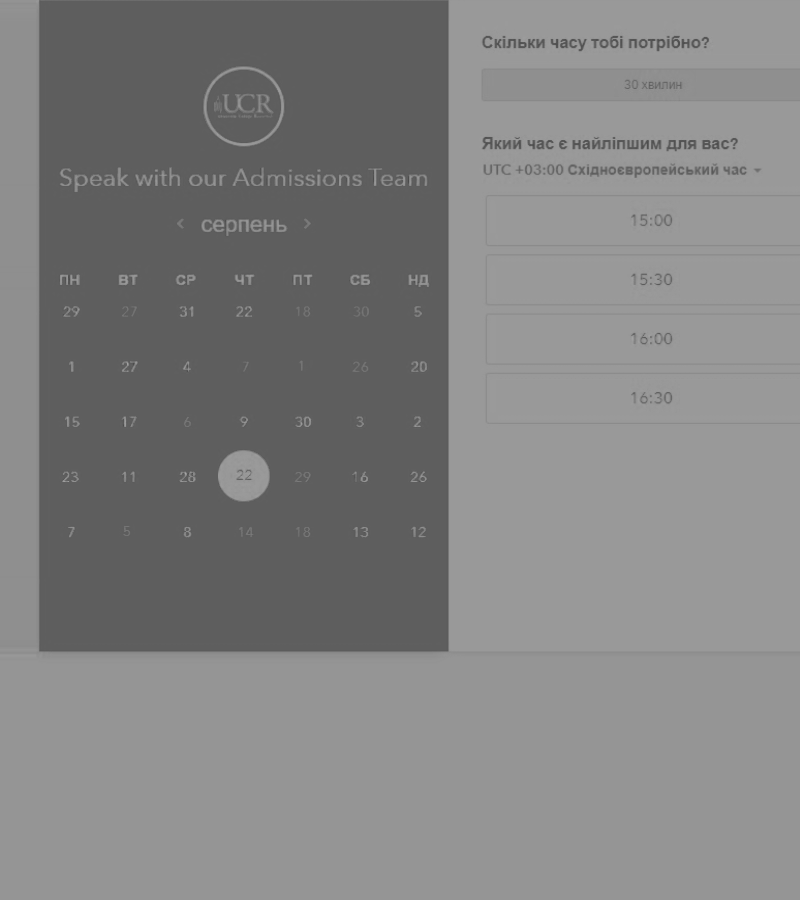 UCR
Speak with our Admissions Team
серпень
ПН ВТ СР ЧТ ПТ СБ НД
29 27 31 22 18 30 5
1 27 4 7 1 26 20
15 17 6 9 30 3 2
23 11 28 22 29 16 26
7 5 8 14 18 13 12
Скільки часу тобі потрібно?
30 хвилин
Який час є найліпшим для вас?
UTC +03:00 Східноєвропейський час
15:00
15:30
16:00
16:30